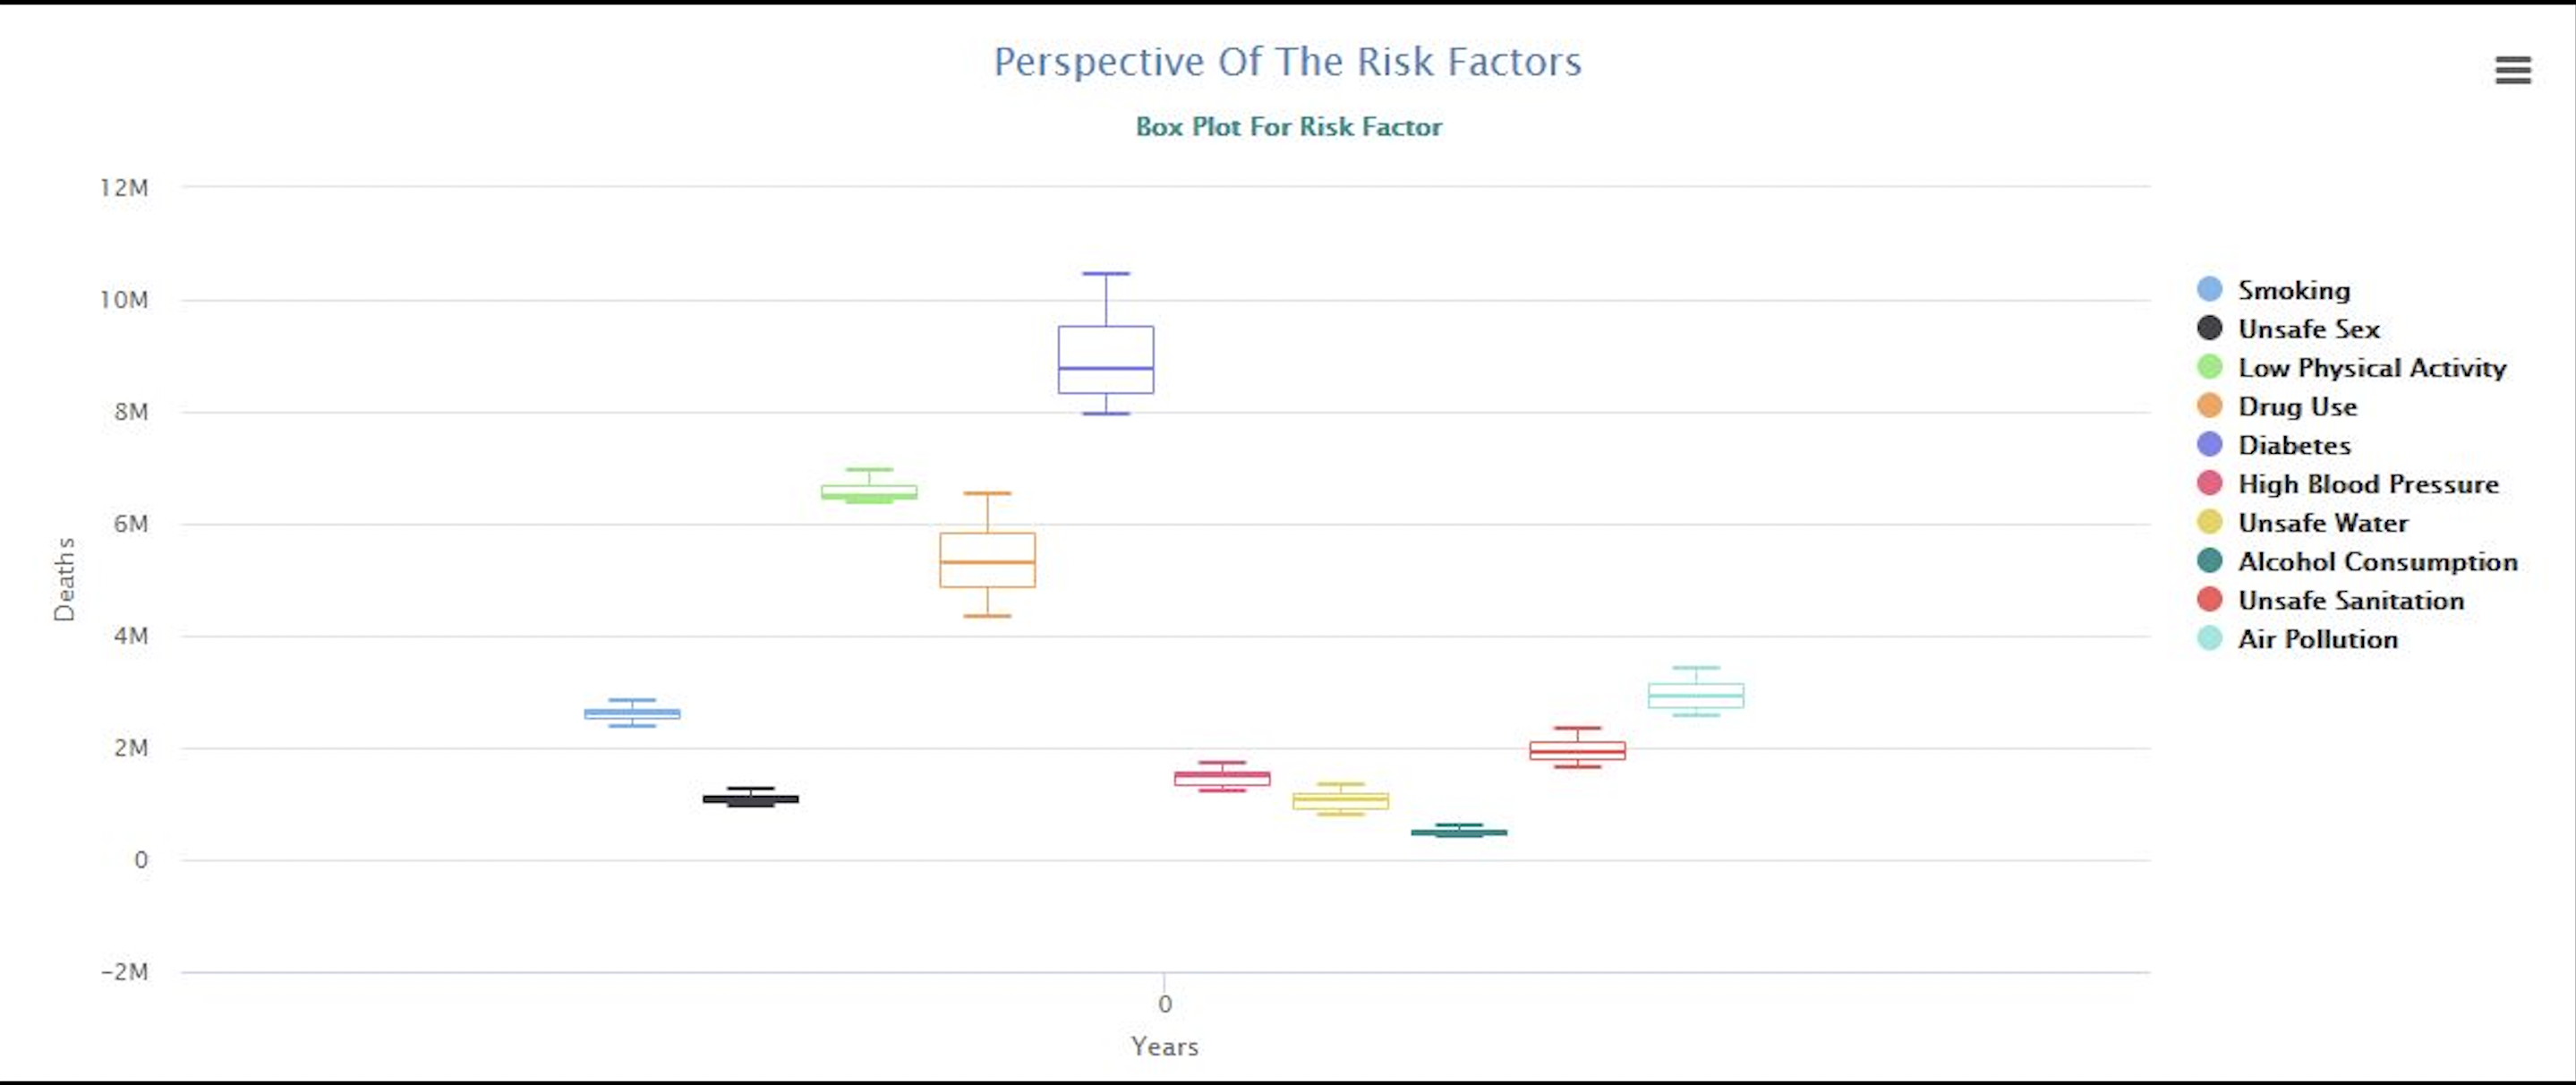 Perspective Of The Risk Factors
Box Plot For Risk Factor
12M
10M
8M
6M
4M
2M
0
-2M
Deaths
0
Years
Smoking
Unsafe Sex
Low Physical Activity
Drug Use
Diabetes
High Blood Pressure
Unsafe Water
Alcohol Consumption
Unsafe Sanitation
Air Pollution